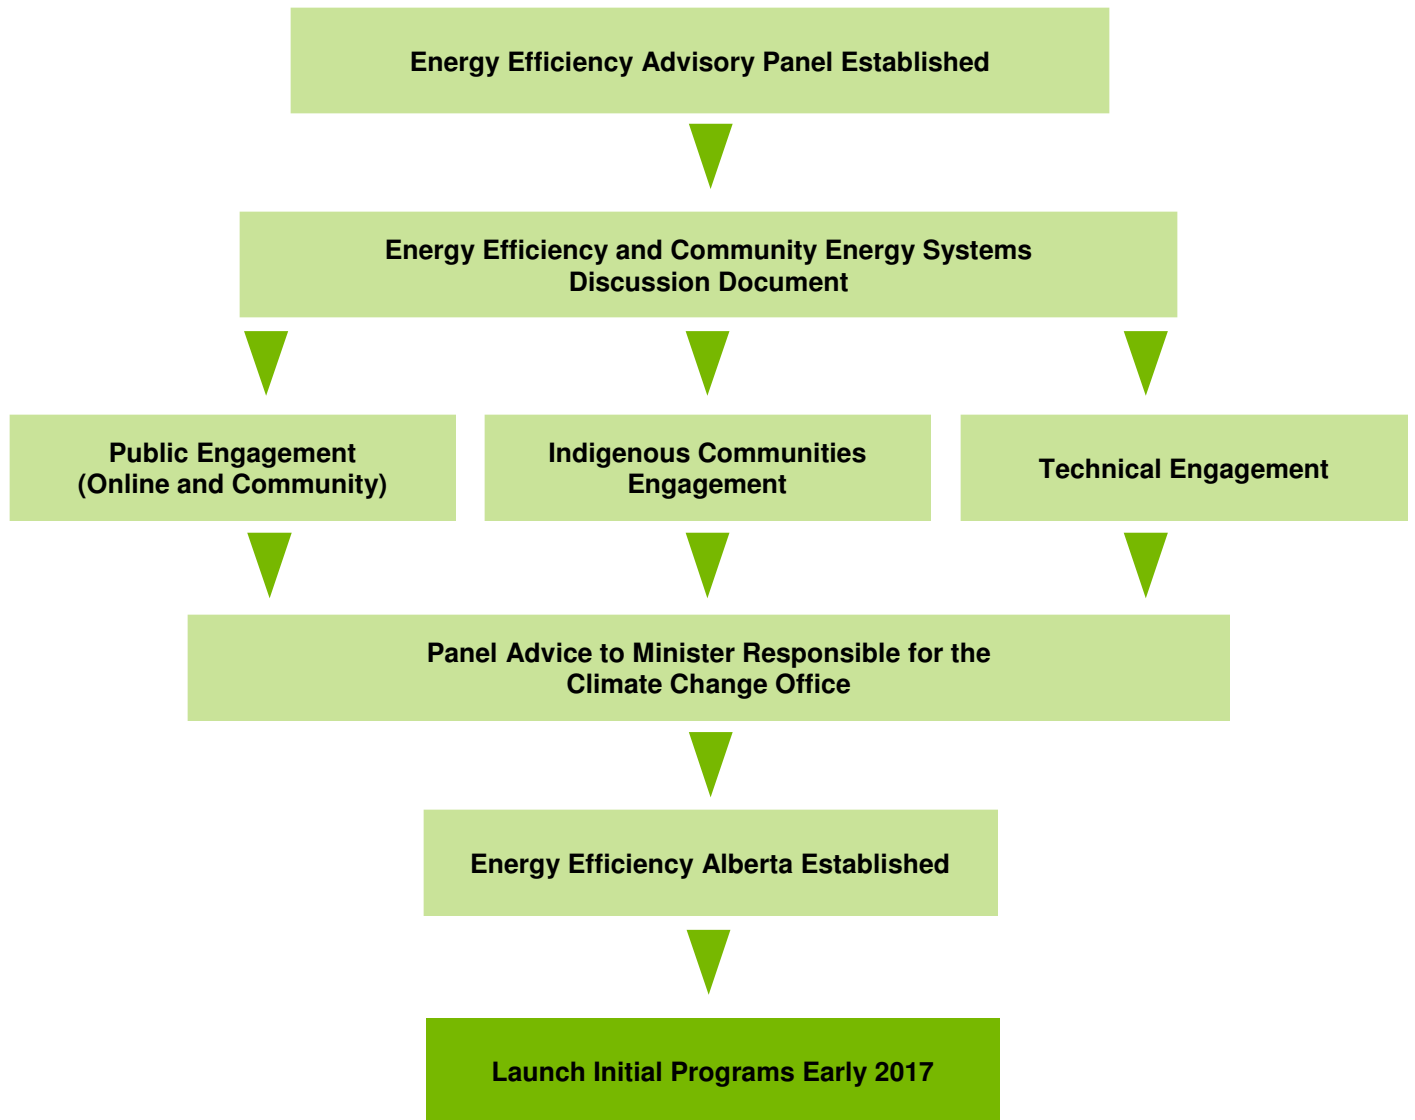 Energy Efficiency Advisory Panel Established
Energy Efficiency and Community Energy Systems
Discussion Document
Public Engagement
(Online and Community)
Indigenous Communities
Engagement
Technical Engagement
Panel Advice to Minister Responsible for the
Climate Change Office
Energy Efficiency Alberta Established
Launch Initial Programs Early 2017